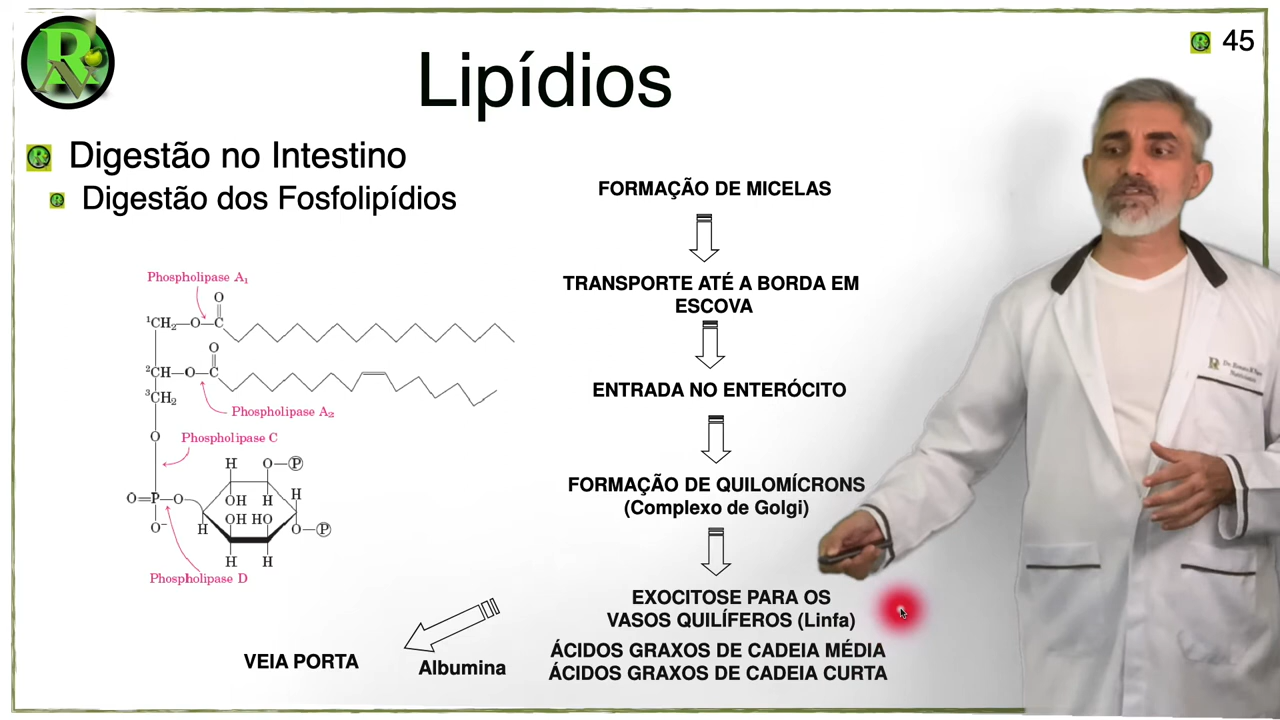 45
Lipídios
Digestão no Intestino
Digestão dos Fosfolipídios
FORMAÇÃO DE MICELAS
TRANSPORTE ATÉ A BORDA EM
ESCOVA
ENTRADA NO ENTERÓCITO
FORMAÇÃO DE QUILOMÍCRONS
(Complexo de Golgi)
EXOCITOSE PARA OS
VASOS QUILÍFEROS (Linfa)
ÁCIDOS GRAXOS DE CADEIA MÉDIA
ÁCIDOS GRAXOS DE CADEIA CURTA
Albumina
VEIA PORTA
Phospholipase A₁
O
¹CH₂—O—C
O
²CH—O—C
³CH₂
Phospholipase A₂
O
Phospholipase C
H O—Ⓟ
O=P—O
OH H H
O⁻
H OH HO O—Ⓟ
H H
Phospholipase D